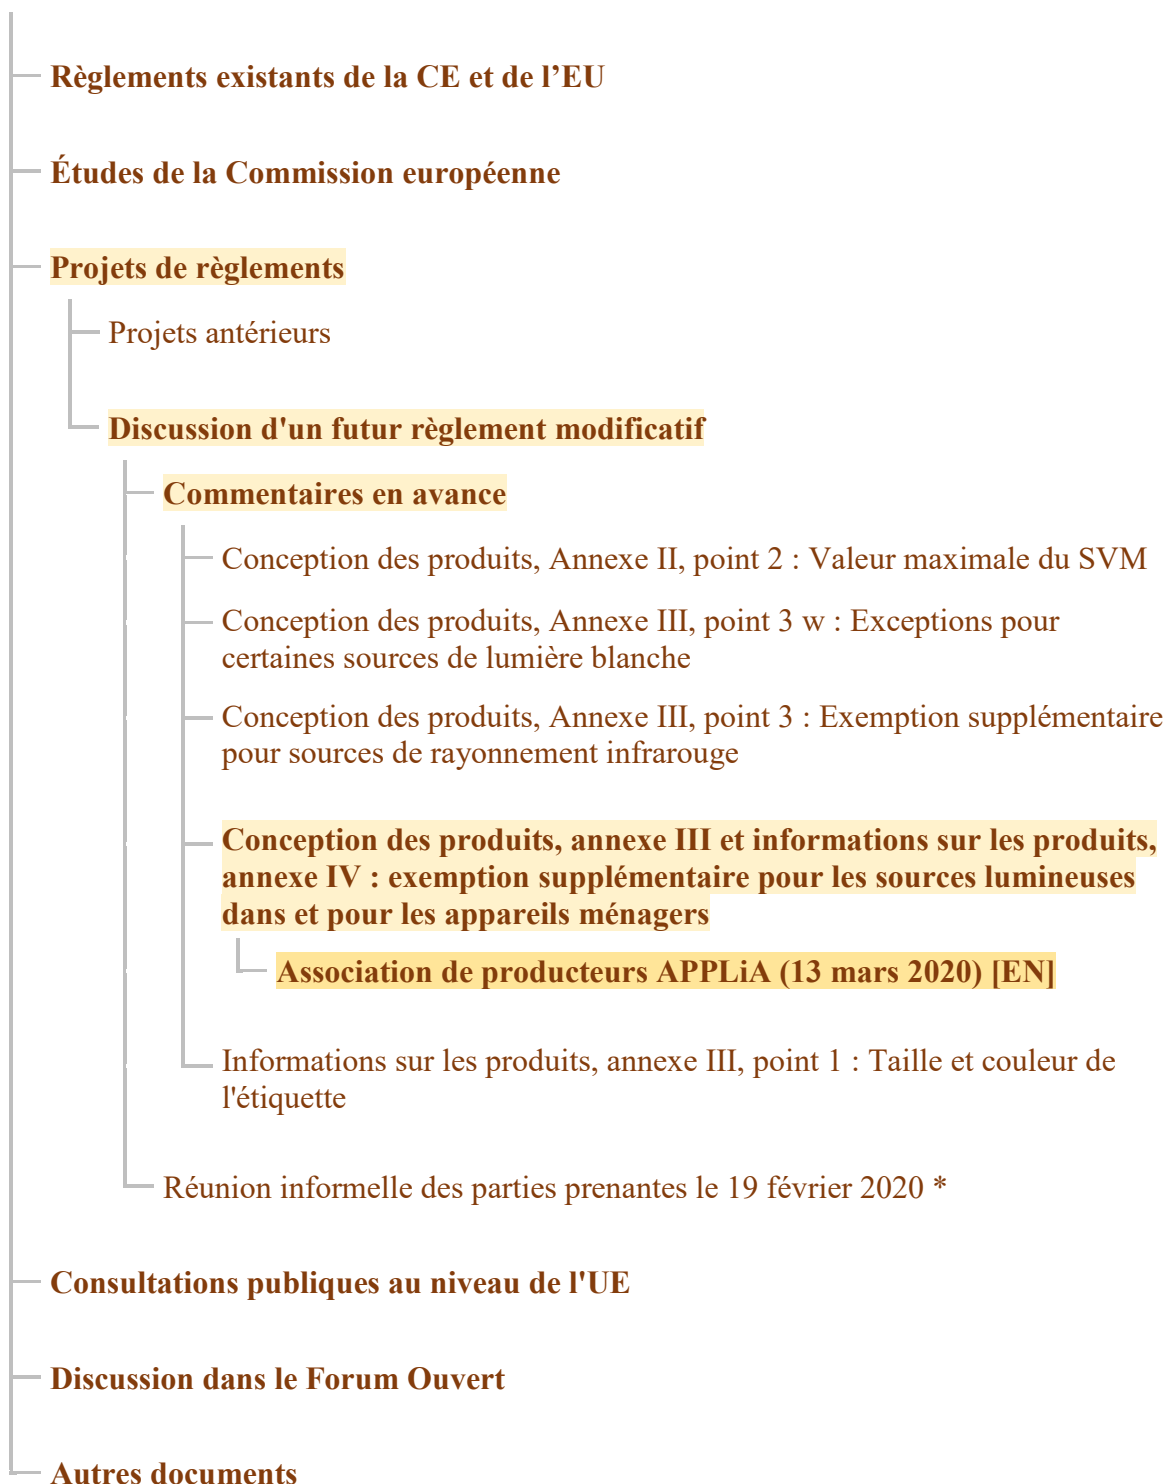 Règlements existants de la CE et de l’EU
Études de la Commission européenne
Projets de règlements
Projets antérieurs
Discussion d'un futur règlement modificatif
Commentaires en avance
Conception des produits, Annexe II, point 2 : Valeur maximale du SVM
Conception des produits, Annexe III, point 3 w : Exceptions pour
certaines sources de lumière blanche
Conception des produits, Annexe III, point 3 : Exemption supplémentaire
pour sources de rayonnement infrarouge
Conception des produits, annexe III et informations sur les produits,
annexe IV : exemption supplémentaire pour les sources lumineuses
dans et pour les appareils ménagers
Association de producteurs APPLiA (13 mars 2020) [EN]
Informations sur les produits, annexe III, point 1 : Taille et couleur de
l'étiquette
Réunion informelle des parties prenantes le 19 février 2020 *
Consultations publiques au niveau de l'UE
Discussion dans le Forum Ouvert
Autres documents